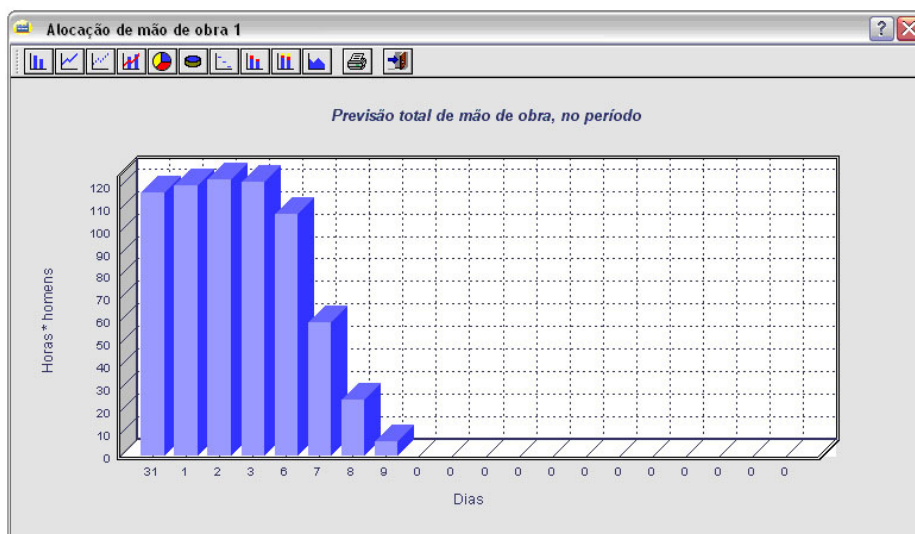 Alocação de mão de obra 1
?
Previsão total de mão de obra, no período
120
110
100
90
80
70
60
50
40
30
20
10
0
Horas* homens
31 1 2 3 6 7 8 9 0 0 0 0 0 0 0 0 0 0 0 0
Dias